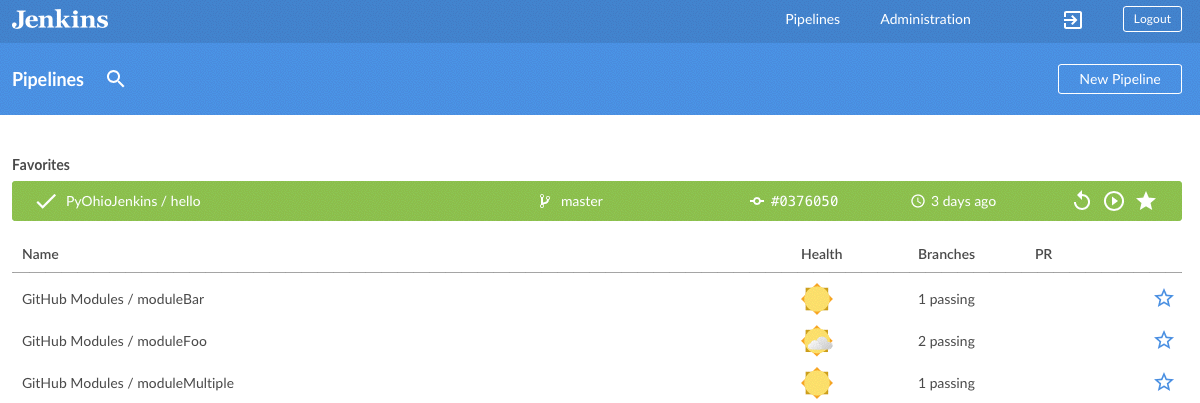 Jenkins Pipelines Administration Logout
Pipelines New Pipeline
Favorites
PyOhioJenkins / hello master #0376050 3 days ago
Name Health Branches PR
GitHub Modules / moduleBar 1 passing
GitHub Modules / moduleFoo 2 passing
GitHub Modules / moduleMultiple 1 passing